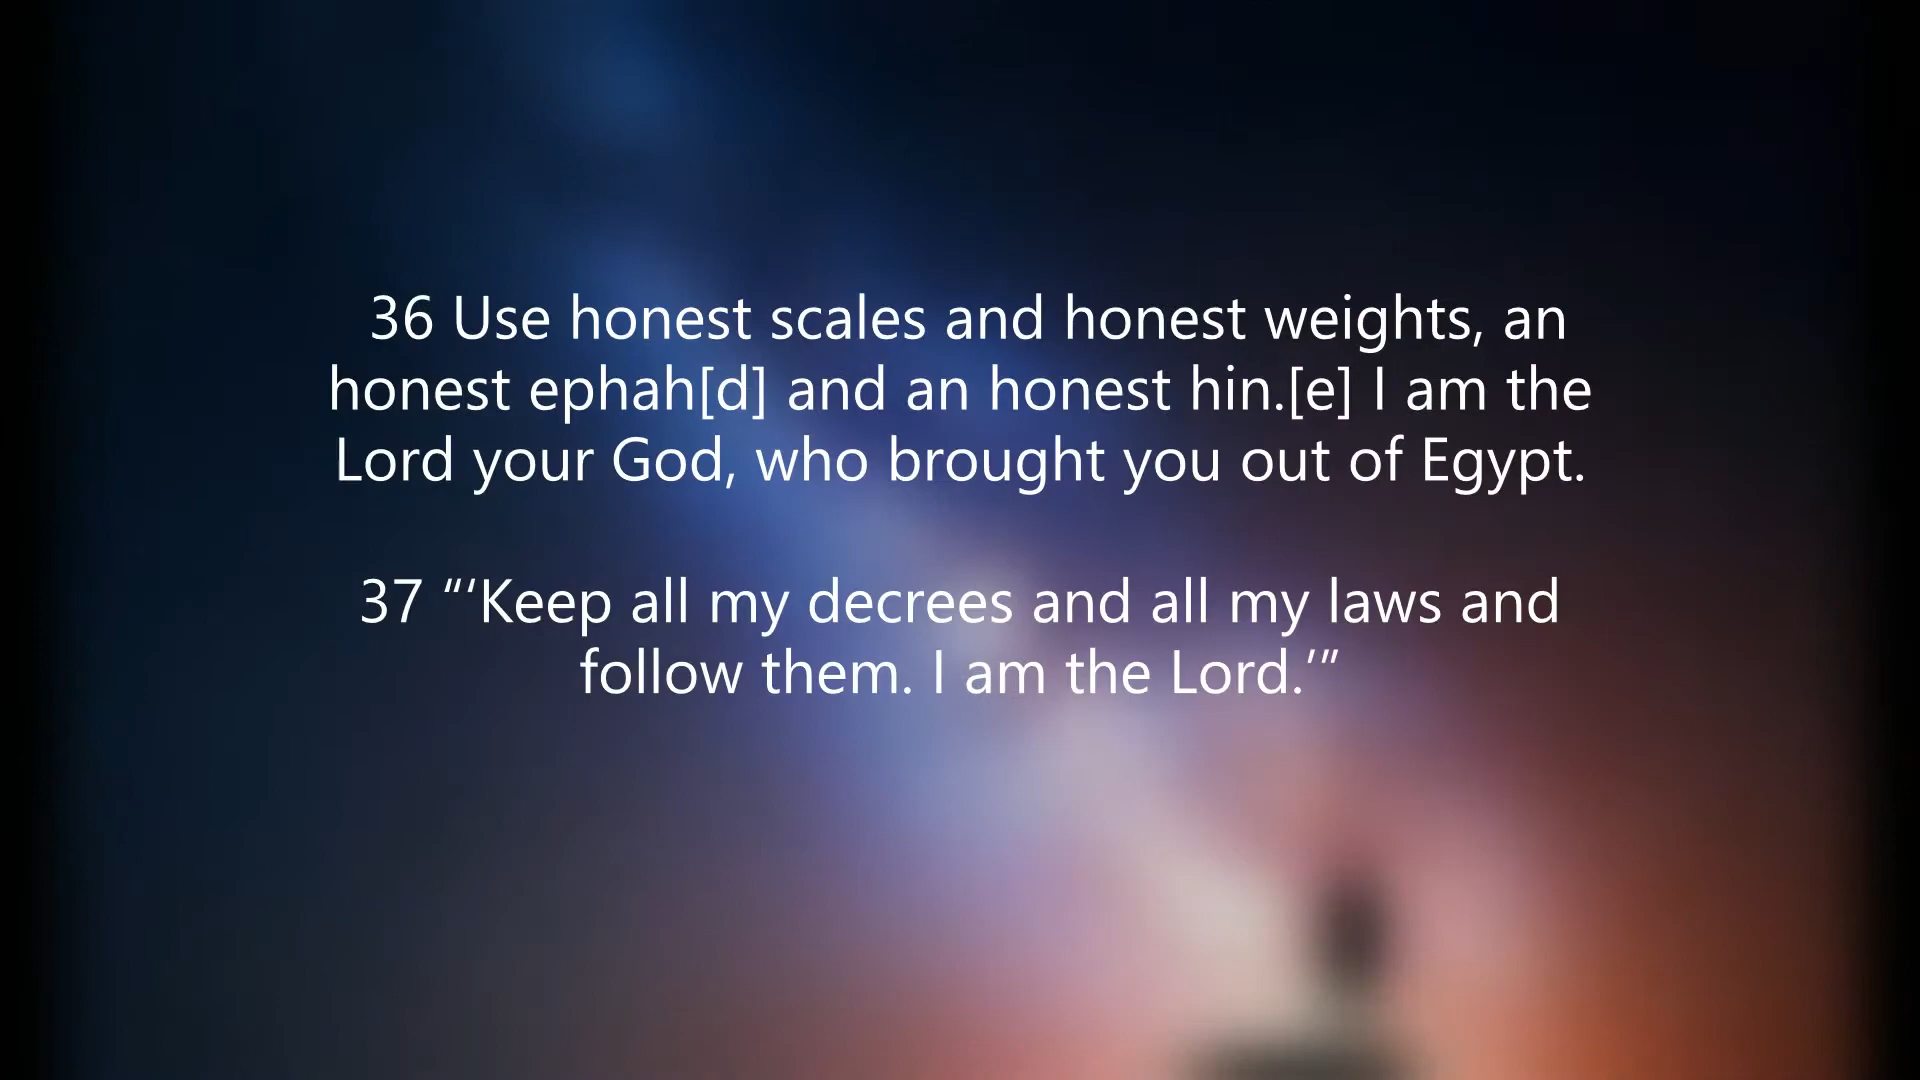 36 Use honest scales and honest weights, an
honest ephah[d] and an honest hin.[e] I am the
Lord your God, who brought you out of Egypt.
37 “‘Keep all my decrees and all my laws and
follow them. I am the Lord.’”